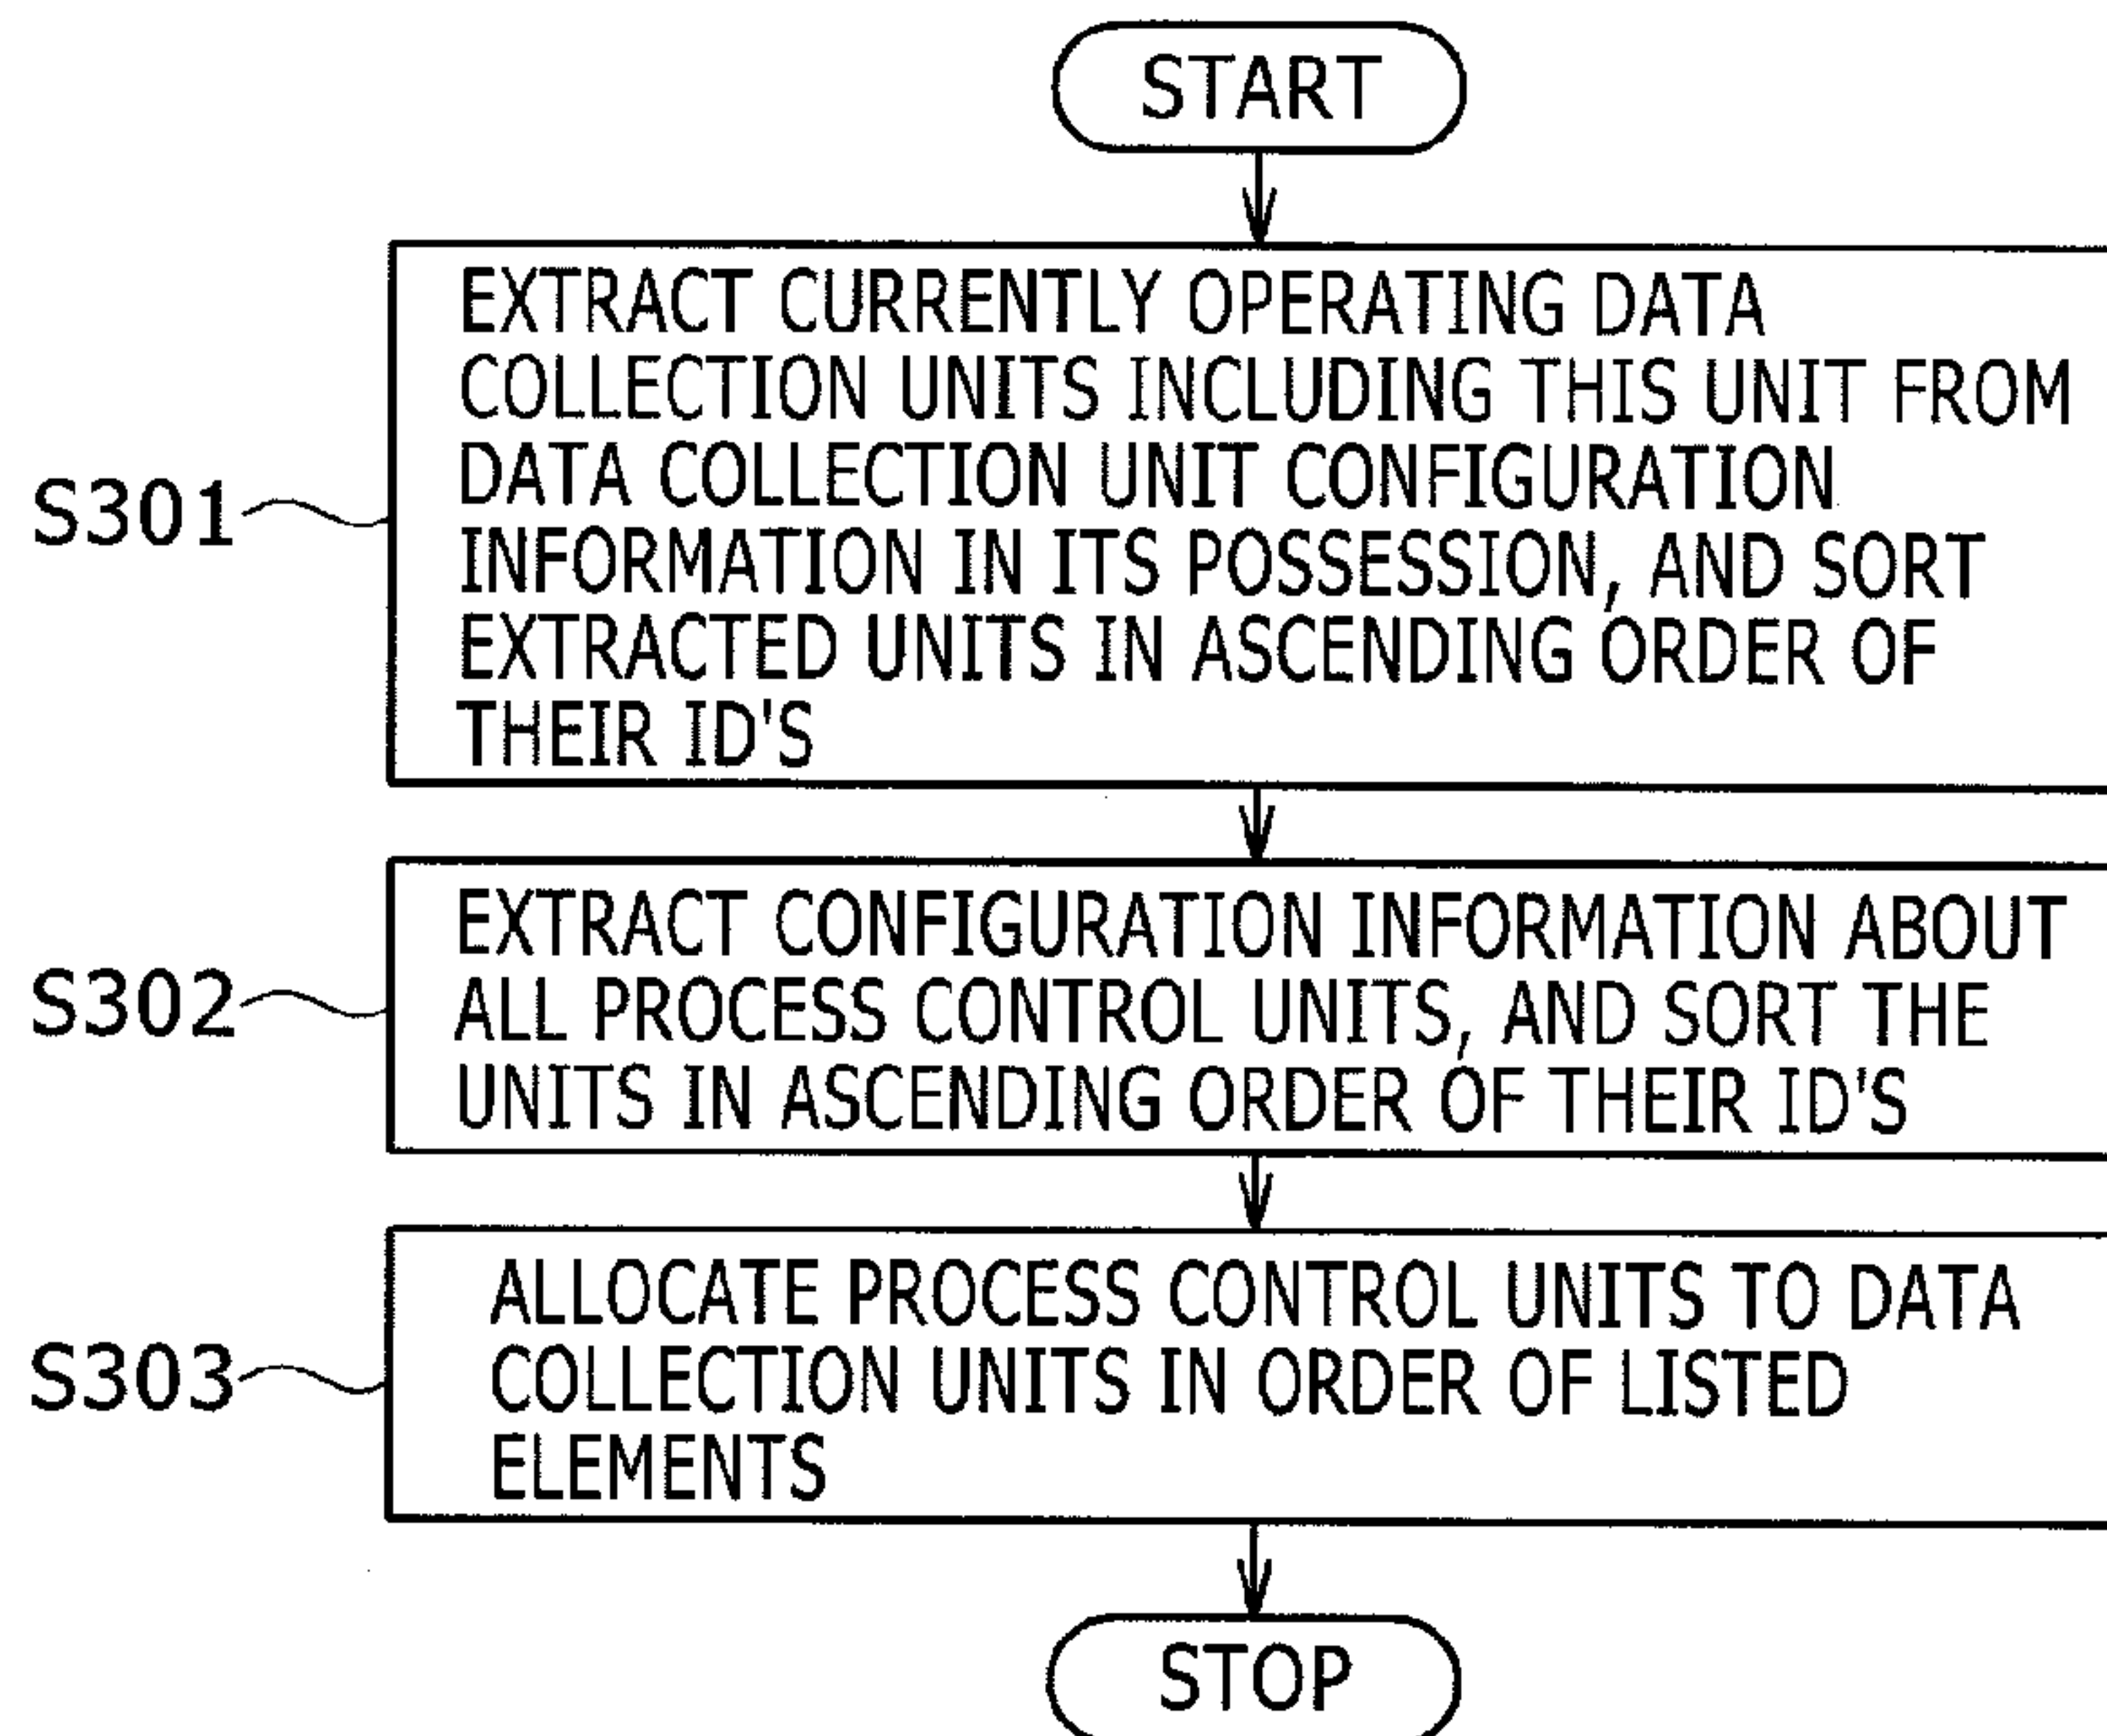 START
S301
EXTRACT CURRENTLY OPERATING DATA
COLLECTION UNITS INCLUDING THIS UNIT FROM
DATA COLLECTION UNIT CONFIGURATION
INFORMATION IN ITS POSSESSION, AND SORT
EXTRACTED UNITS IN ASCENDING ORDER OF
THEIR ID'S
S302
EXTRACT CONFIGURATION INFORMATION ABOUT
ALL PROCESS CONTROL UNITS, AND SORT THE
UNITS IN ASCENDING ORDER OF THEIR ID'S
S303
ALLOCATE PROCESS CONTROL UNITS TO DATA
COLLECTION UNITS IN ORDER OF LISTED
ELEMENTS
STOP